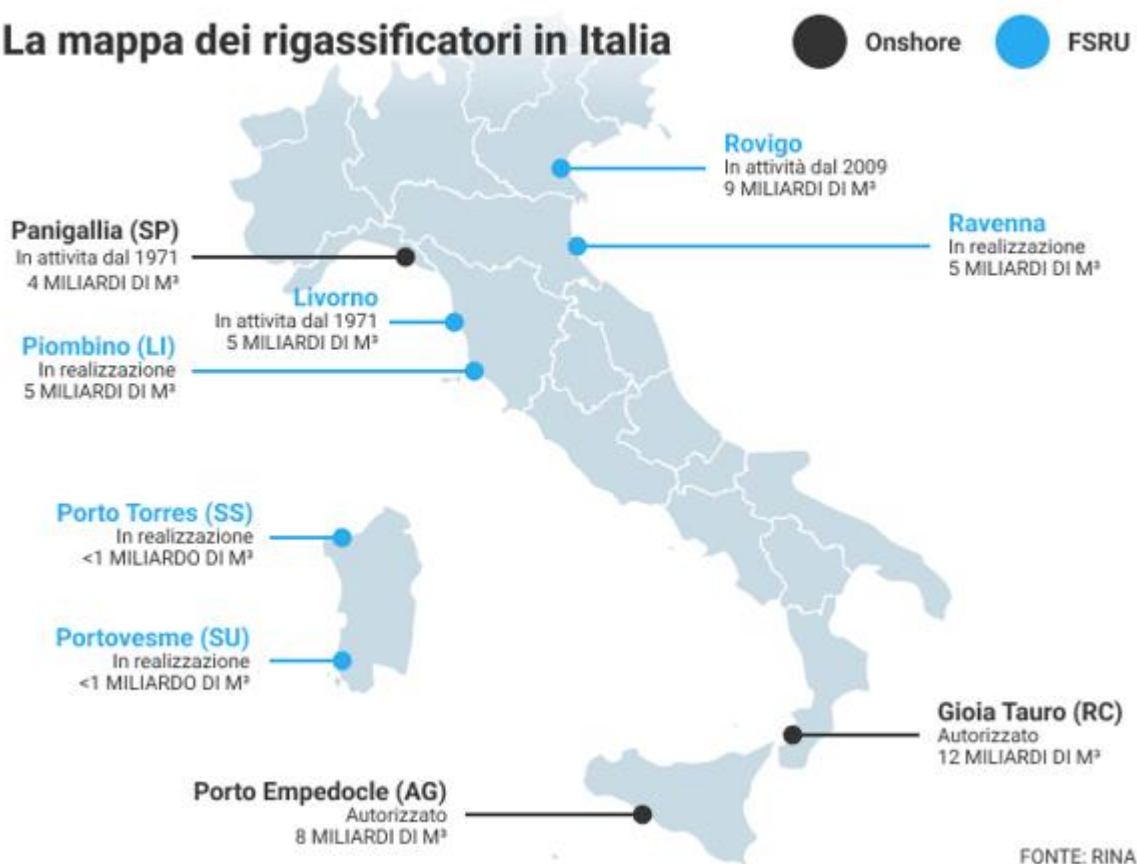 La mappa dei rigassificatori in Italia
Onshore
FSRU
Rovigo
In attività dal 2009
9 MILIARDI DI M³
Ravenna
In realizzazione
5 MILIARDI DI M³
Panigallia (SP)
In attivita dal 1971
4 MILIARDI DI M³
Livorno
In attivita dal 1971
5 MILIARDI DI M³
Piombino (LI)
In realizzazione
5 MILIARDI DI M³
Porto Torres (SS)
In realizzazione
<1 MILIARDO DI M³
Portovesme (SU)
In realizzazione
<1 MILIARDO DI M³
Gioia Tauro (RC)
Autorizzato
12 MILIARDI DI M³
Porto Empedocle (AG)
Autorizzato
8 MILIARDI DI M³
FONTE: RINA